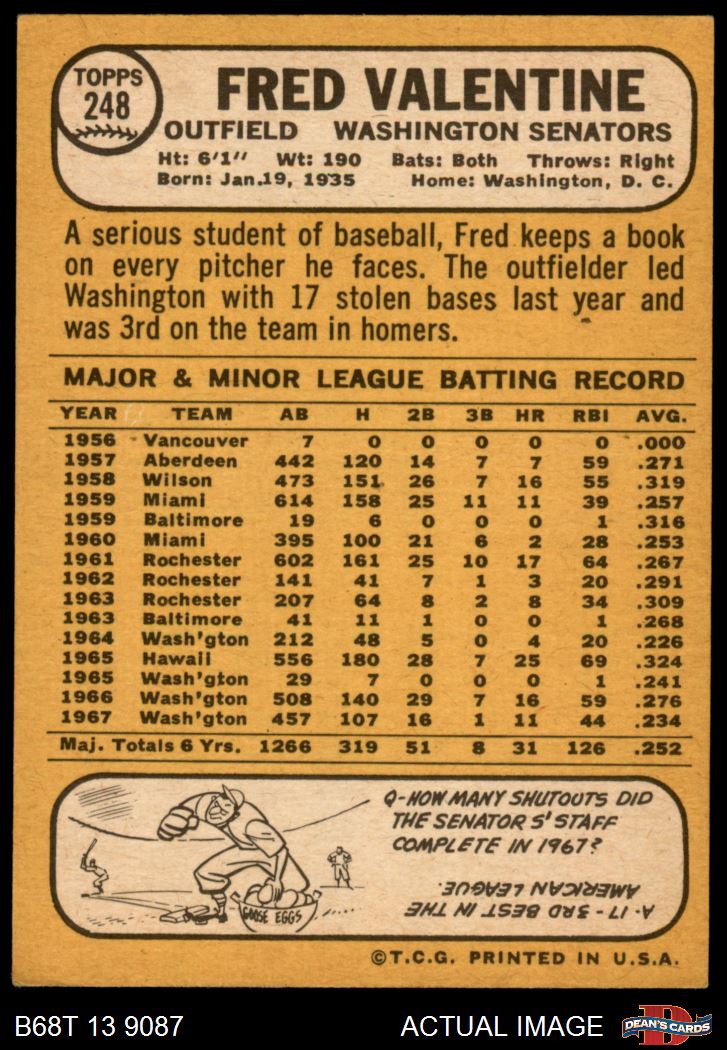 TOPPS
248
FRED VALENTINE
OUTFIELD WASHINGTON SENATORS
Ht: 6'1" Wt: 190 Bats: Both Throws: Right
Born: Jan.19, 1935 Home: Washington, D. C.
A serious student of baseball, Fred keeps a book
on every pitcher he faces. The outfielder led
Washington with 17 stolen bases last year and
was 3rd on the team in homers.
MAJOR & MINOR LEAGUE BATTING RECORD
YEAR TEAM AB H 2B 3B HR RBI AVG.
1956 Vancouver 7 0 0 0 0 0 .000
1957 Aberdeen 442 120 14 7 7 59 .271
1958 Wilson 473 151 26 7 16 55 .319
1959 Miami 614 158 25 11 11 39 .257
1959 Baltimore 19 6 0 0 0 1 .316
1960 Miami 395 100 21 6 2 28 .253
1961 Rochester 602 161 25 10 17 64 .267
1962 Rochester 141 41 7 1 3 20 .291
1963 Rochester 207 64 8 2 8 34 .309
1963 Baltimore 41 11 1 0 0 1 .268
1964 Wash'gton 212 48 5 0 4 20 .226
1965 Hawaii 556 180 28 7 25 69 .324
1965 Wash'gton 29 7 0 0 0 1 .241
1966 Wash'gton 508 140 29 7 16 59 .276
1967 Wash'gton 457 107 16 1 11 44 .234
Maj. Totals 6 Yrs. 1266 319 51 8 31 126 .252
Q-HOW MANY SHUTOUTS DID
THE SENATORS' STAFF
COMPLETE IN 1967?
A-17 - 3RD BEST IN THE
AMERICAN LEAGUE.
GOOSE EGGS
©T.C.G. PRINTED IN U.S.A.
B68T 13 9087 ACTUAL IMAGE
D
DEAN'S CARDS